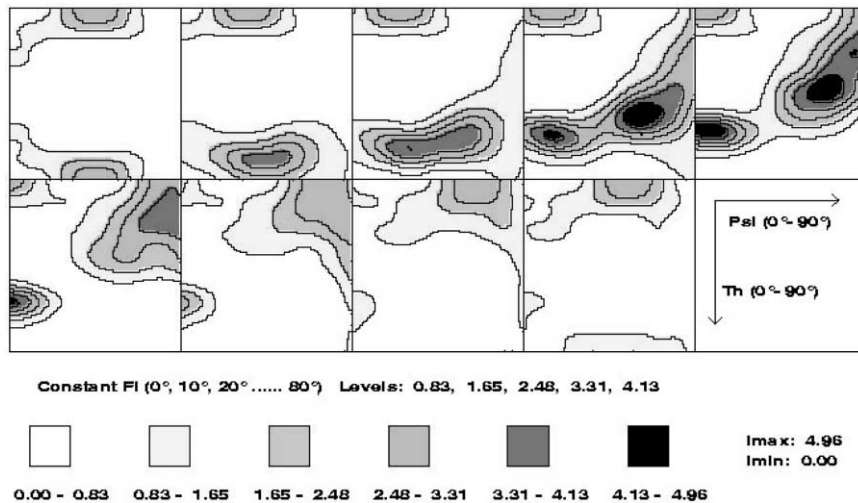 Psi (0°- 90°)
Th (0°- 90°)
Constant Fi (0°, 10°, 20° ...... 80°) Levels: 0.83, 1.65, 2.48, 3.31, 4.13
Imax: 4.96
Imin: 0.00
0.00 - 0.83 0.83 - 1.65 1.65 - 2.48 2.48 - 3.31 3.31 - 4.13 4.13 - 4.96